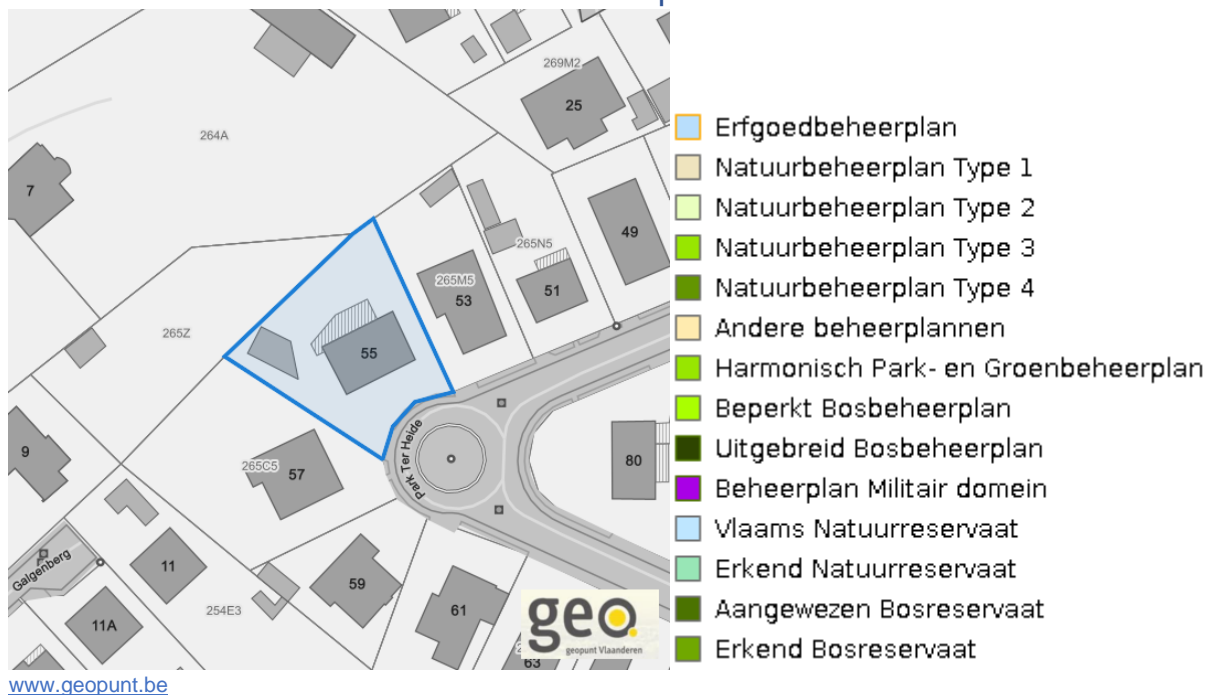 269M2
25
264A
7
49
265N5
265M5
53
51
265Z
55
Park Ter Heide
9
265C5
57
80
Galgenberg
11
59
254E3
11A
61
63
geo.
geopunt Vlaanderen
Erfgoedbeheerplan
Natuurbeheerplan Type 1
Natuurbeheerplan Type 2
Natuurbeheerplan Type 3
Natuurbeheerplan Type 4
Andere beheerplannen
Harmonisch Park- en Groenbeheerplan
Beperkt Bosbeheerplan
Uitgebreid Bosbeheerplan
Beheerplan Militair domein
Vlaams Natuurreservaat
Erkend Natuurreservaat
Aangewezen Bosreservaat
Erkend Bosreservaat
www.geopunt.be